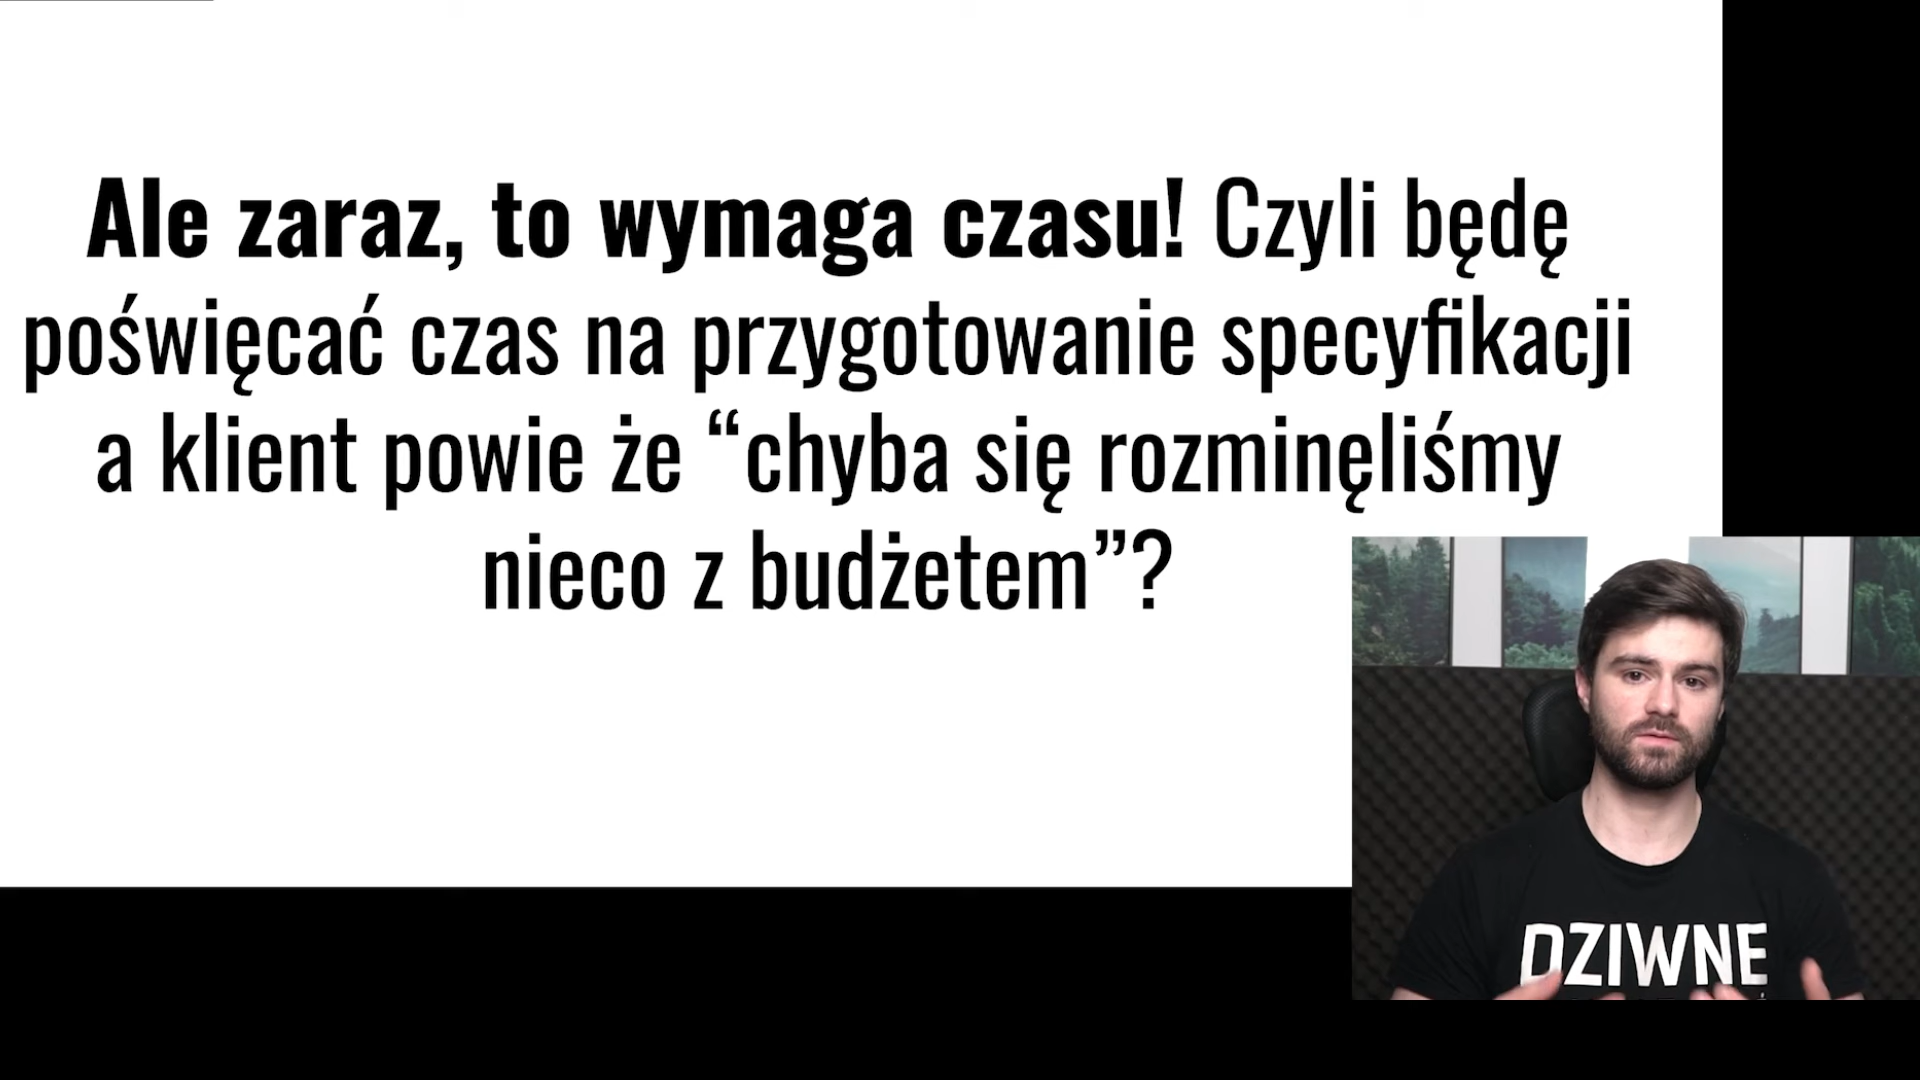 Ale zaraz, to wymaga czasu! Czyli będę
poświęcać czas na przygotowanie specyfikacji
a klient powie że “chyba się rozminęliśmy
nieco z budżetem”?
DZIWNE